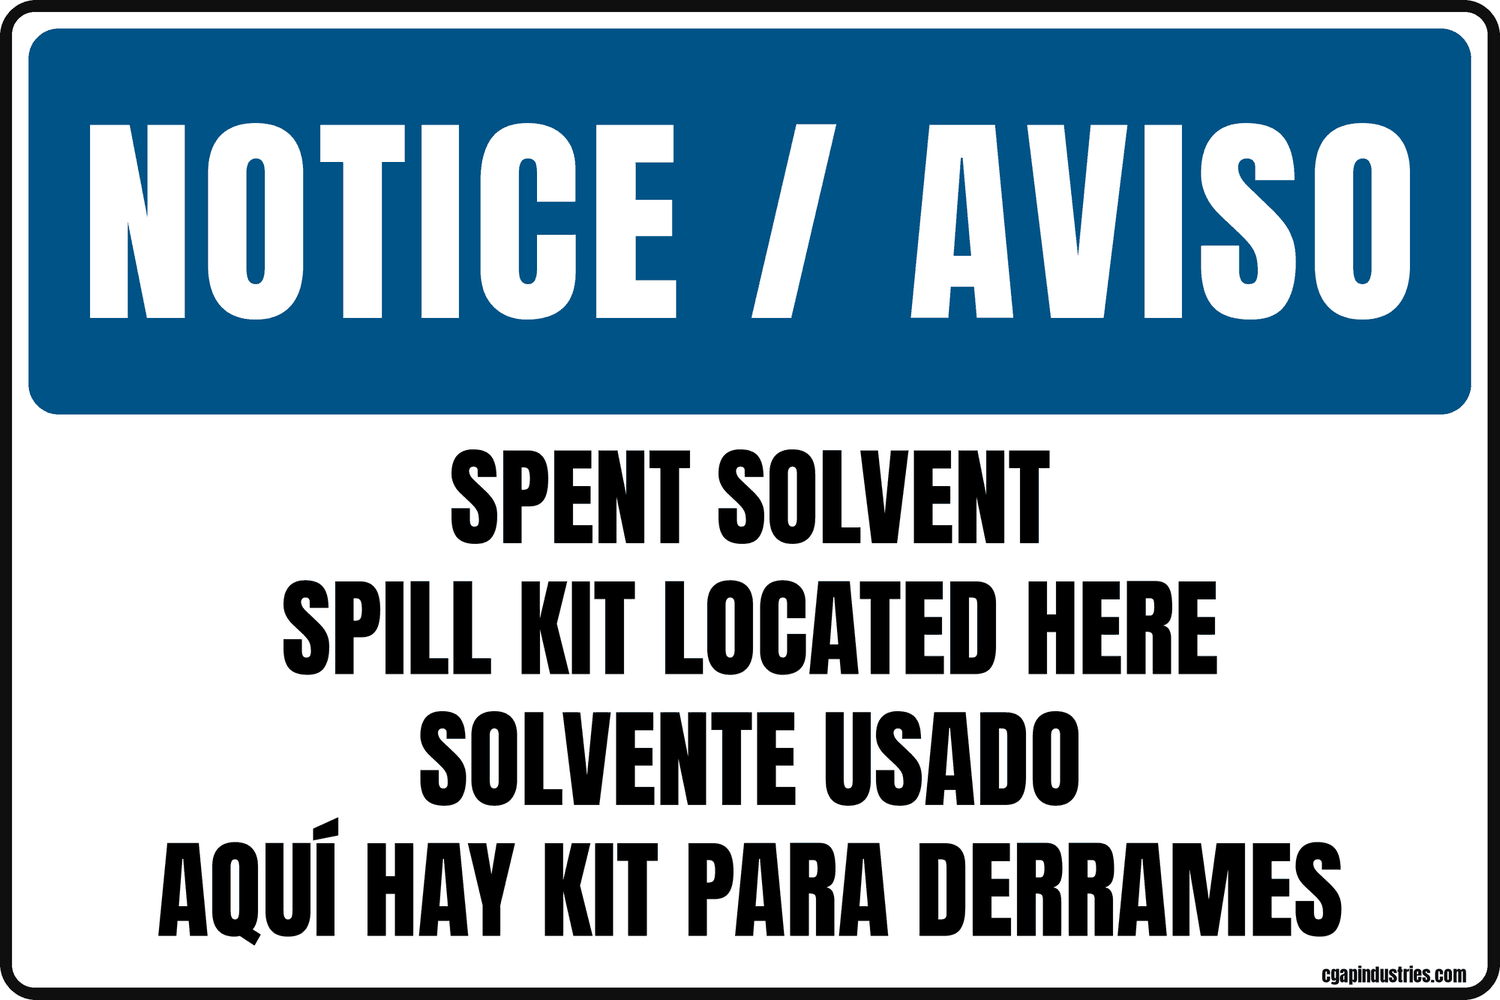 NOTICE / AVISO
SPENT SOLVENT
SPILL KIT LOCATED HERE
SOLVENTE USADO
AQUÍ HAY KIT PARA DERRAMES
cgapindustries.com